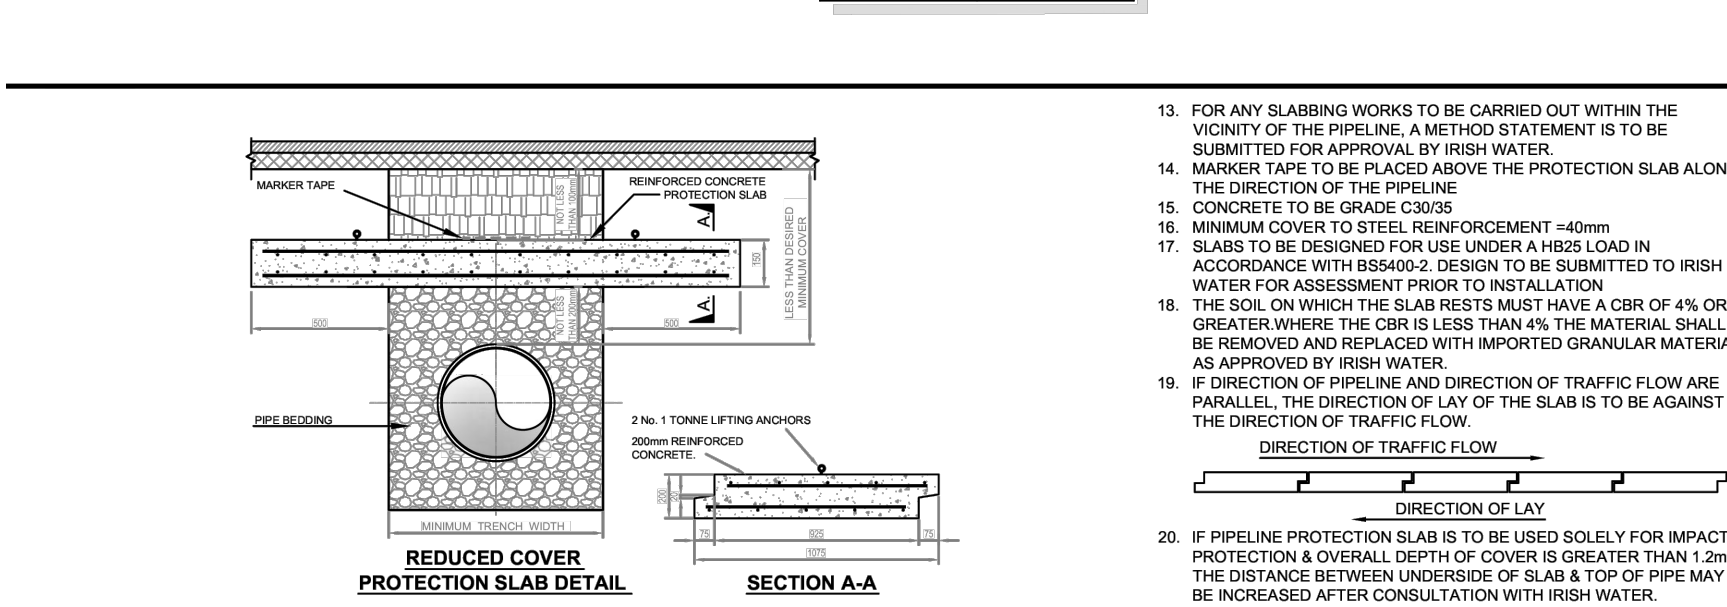 MARKER TAPE
REINFORCED CONCRETE
PROTECTION SLAB
NOT LESS
THAN 100mm
A.
LESS THAN DESIRED
MINIMUM COVER
150
NOT LESS
THAN 200mm
A.
500
500
PIPE BEDDING
MINIMUM TRENCH WIDTH
REDUCED COVER
PROTECTION SLAB DETAIL
2 No. 1 TONNE LIFTING ANCHORS
200mm REINFORCED
CONCRETE.
200
20
75
925
75
1075
SECTION A-A
13. FOR ANY SLABBING WORKS TO BE CARRIED OUT WITHIN THE
VICINITY OF THE PIPELINE, A METHOD STATEMENT IS TO BE
SUBMITTED FOR APPROVAL BY IRISH WATER.
14. MARKER TAPE TO BE PLACED ABOVE THE PROTECTION SLAB ALON
THE DIRECTION OF THE PIPELINE
15. CONCRETE TO BE GRADE C30/35
16. MINIMUM COVER TO STEEL REINFORCEMENT =40mm
17. SLABS TO BE DESIGNED FOR USE UNDER A HB25 LOAD IN
ACCORDANCE WITH BS5400-2. DESIGN TO BE SUBMITTED TO IRISH
WATER FOR ASSESSMENT PRIOR TO INSTALLATION
18. THE SOIL ON WHICH THE SLAB RESTS MUST HAVE A CBR OF 4% OR
GREATER.WHERE THE CBR IS LESS THAN 4% THE MATERIAL SHALL
BE REMOVED AND REPLACED WITH IMPORTED GRANULAR MATERIA
AS APPROVED BY IRISH WATER.
19. IF DIRECTION OF PIPELINE AND DIRECTION OF TRAFFIC FLOW ARE
PARALLEL, THE DIRECTION OF LAY OF THE SLAB IS TO BE AGAINST
THE DIRECTION OF TRAFFIC FLOW.
DIRECTION OF TRAFFIC FLOW
DIRECTION OF LAY
20. IF PIPELINE PROTECTION SLAB IS TO BE USED SOLELY FOR IMPACT
PROTECTION & OVERALL DEPTH OF COVER IS GREATER THAN 1.2m
THE DISTANCE BETWEEN UNDERSIDE OF SLAB & TOP OF PIPE MAY
BE INCREASED AFTER CONSULTATION WITH IRISH WATER.